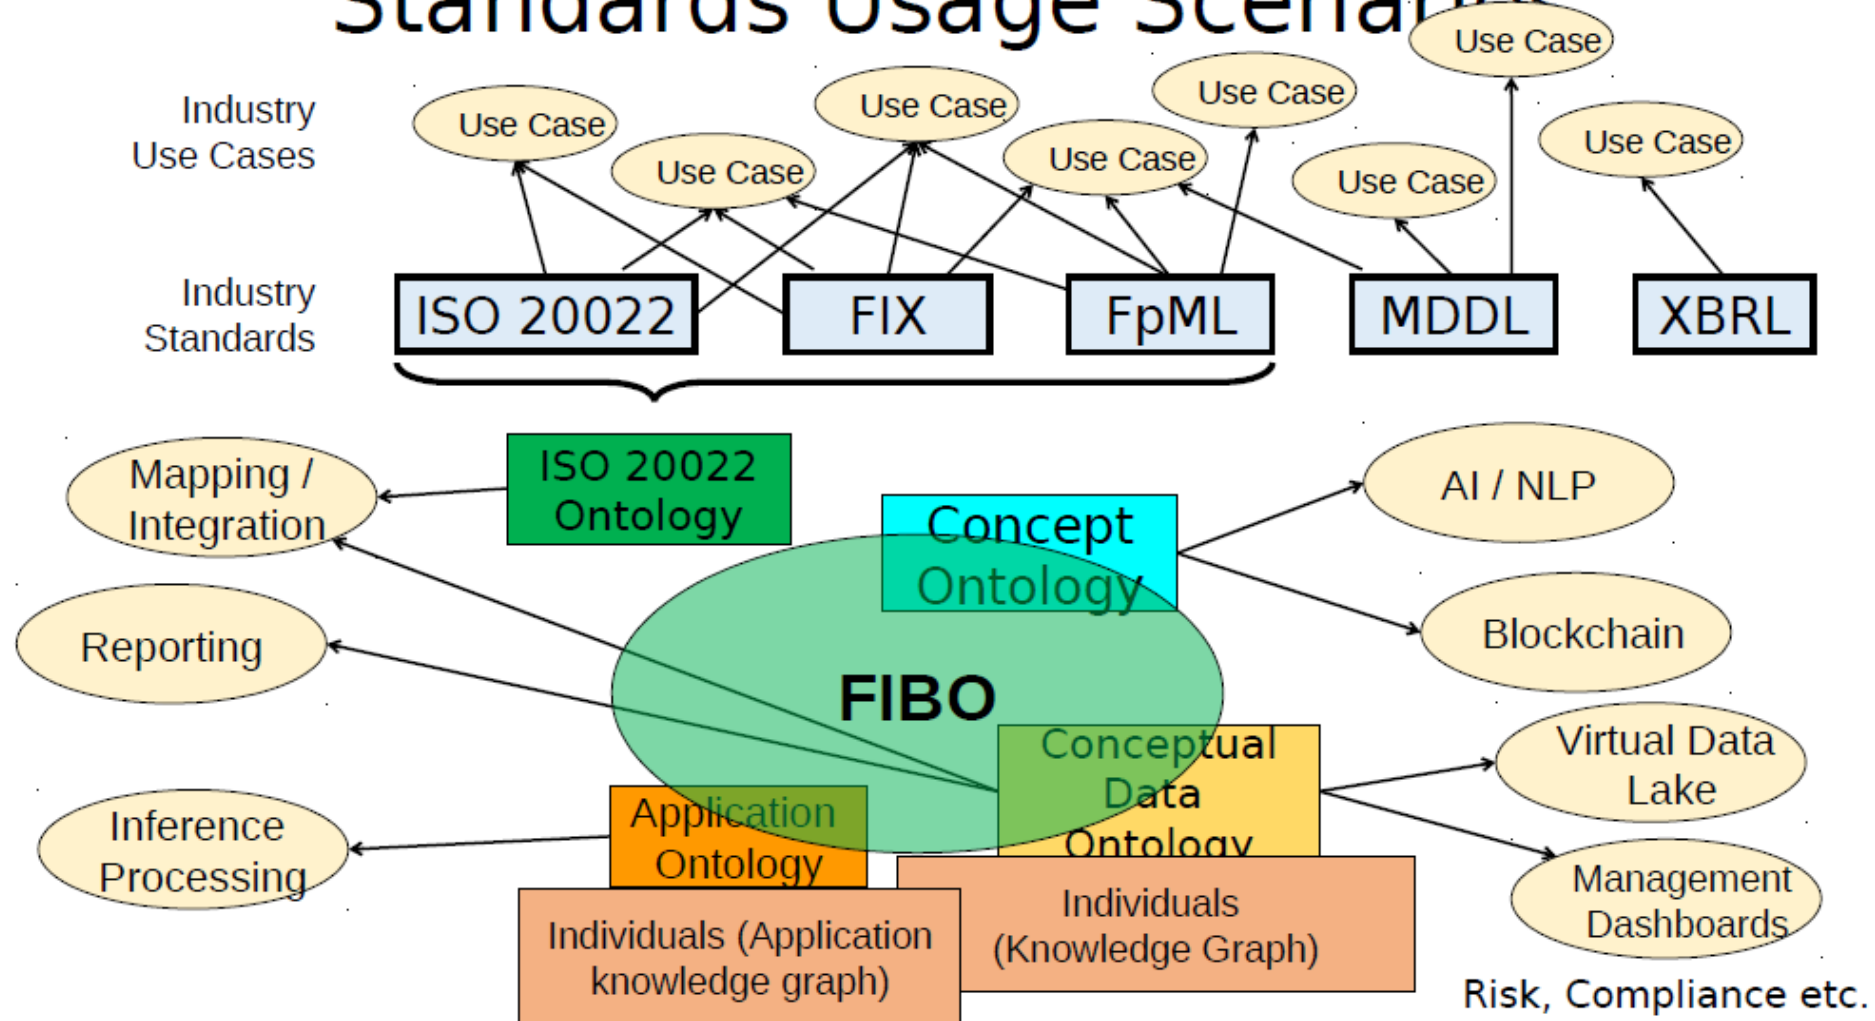 Standards Usage Scenarios
Use Case
Use Case
Use Case
Use Case
Use Case
Use Case
Use Case
Use Case
Industry
Use Cases
Industry
Standards
ISO 20022
FIX
FpML
MDDL
XBRL
Mapping /
Integration
ISO 20022
Ontology
Concept
Ontology
AI / NLP
Reporting
Blockchain
FIBO
Conceptual
Data
Ontology
Virtual Data
Lake
Application
Ontology
Inference
Processing
Individuals
(Knowledge Graph)
Management
Dashboards
Individuals (Application
knowledge graph)
Risk, Compliance etc.